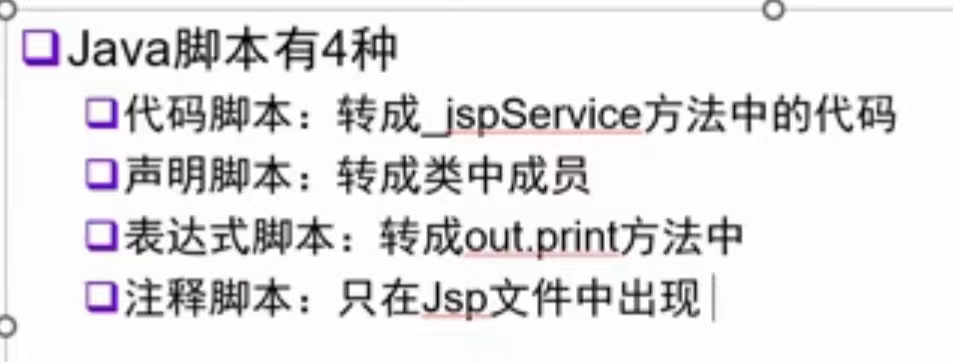 Java脚本有4种
代码脚本：转成_jspService方法中的代码
声明脚本：转成类中成员
表达式脚本：转成out.print方法中
注释脚本：只在Jsp文件中出现